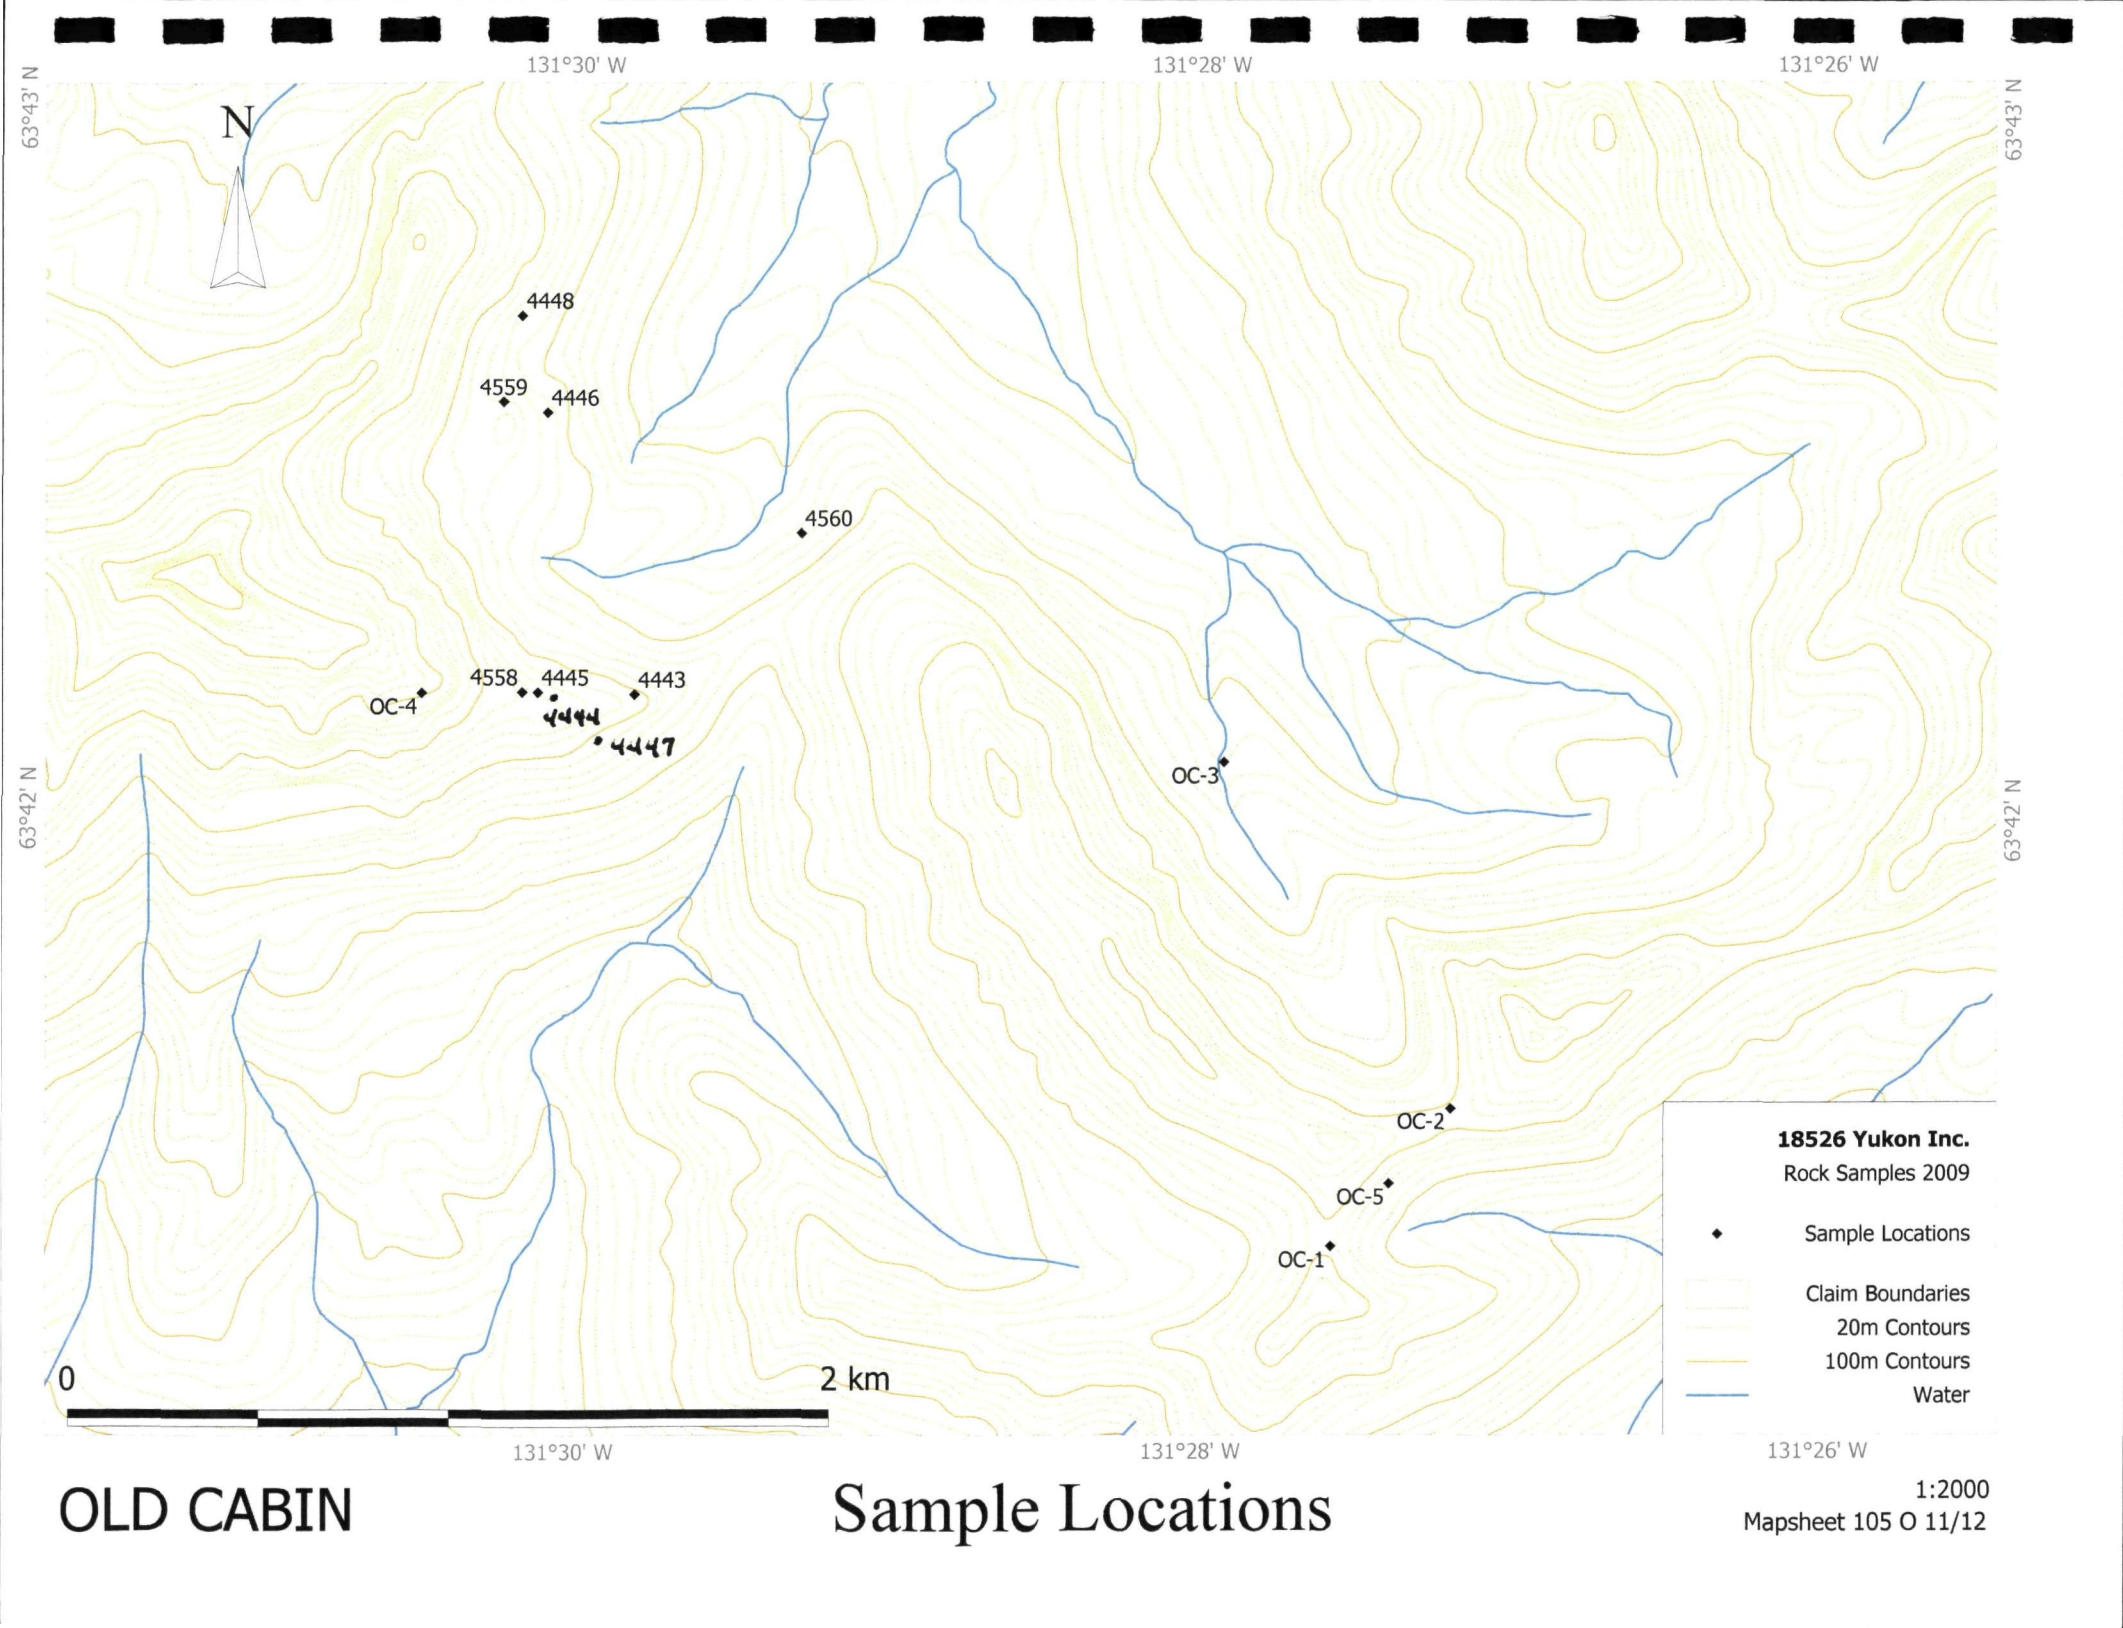 131°30' W 131°28' W 131°26' W
63°43' N
63°43' N
N
4448
4559
4446
4560
4558 4445 4443
OC-4
4444
4447
OC-3
63°42' N
63°42' N
OC-2
OC-5
OC-1
18526 Yukon Inc.
Rock Samples 2009
Sample Locations
Claim Boundaries
20m Contours
100m Contours
Water
0 2 km
131°30' W 131°28' W 131°26' W
OLD CABIN
Sample Locations
1:2000
Mapsheet 105 O 11/12